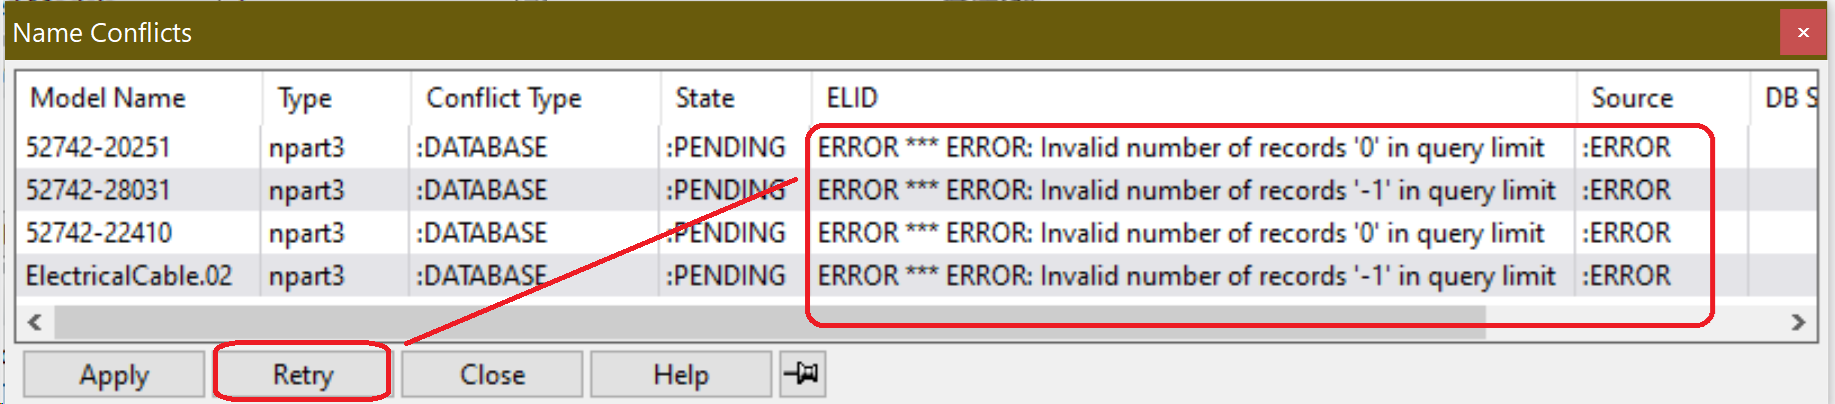 Name Conflicts
Model Name Type Conflict Type State ELID Source DB S
52742-20251 npart3 :DATABASE :PENDING ERROR *** ERROR: Invalid number of records '0' in query limit :ERROR
52742-28031 npart3 :DATABASE :PENDING ERROR *** ERROR: Invalid number of records '-1' in query limit :ERROR
52742-22410 npart3 :DATABASE :PENDING ERROR *** ERROR: Invalid number of records '0' in query limit :ERROR
ElectricalCable.02 npart3 :DATABASE :PENDING ERROR *** ERROR: Invalid number of records '-1' in query limit :ERROR
Apply Retry Close Help